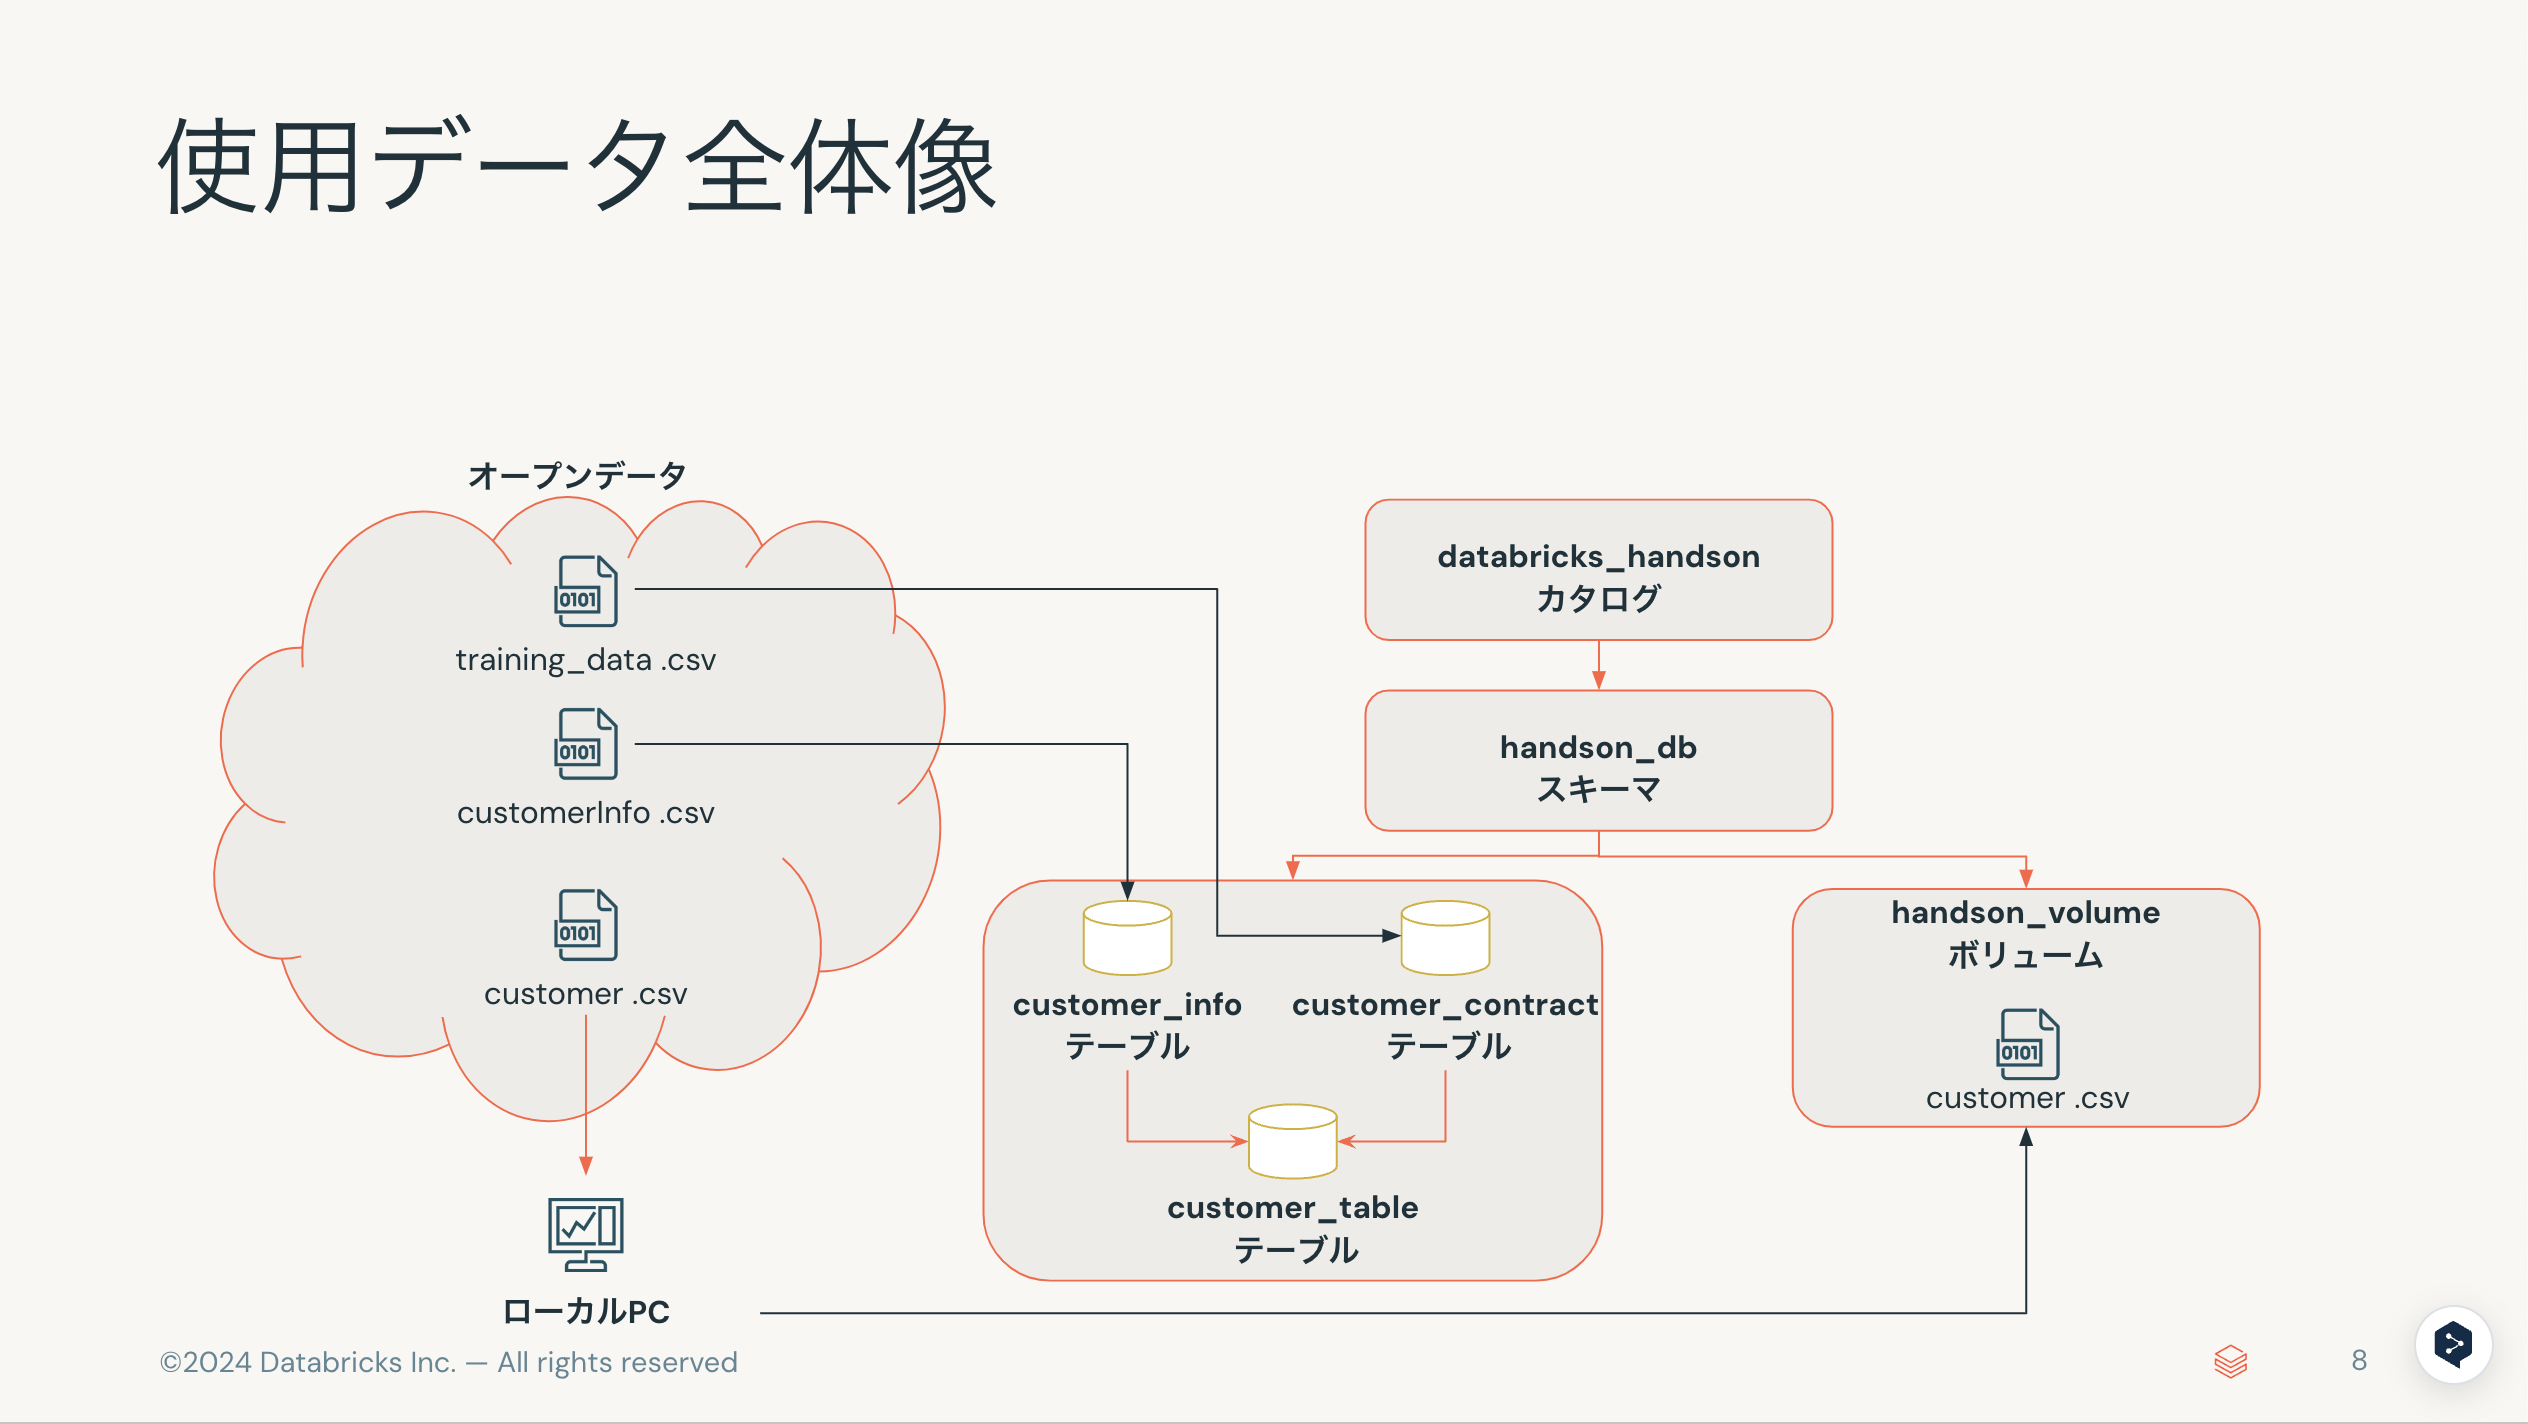 使用データ全体像
オープンデータ
0101
training_data .csv
0101
customerInfo .csv
0101
customer .csv
ローカルPC
databricks_handson
カタログ
handson_db
スキーマ
customer_info
テーブル
customer_contract
テーブル
customer_table
テーブル
handson_volume
ボリューム
0101
customer .csv
©2024 Databricks Inc. — All rights reserved
8